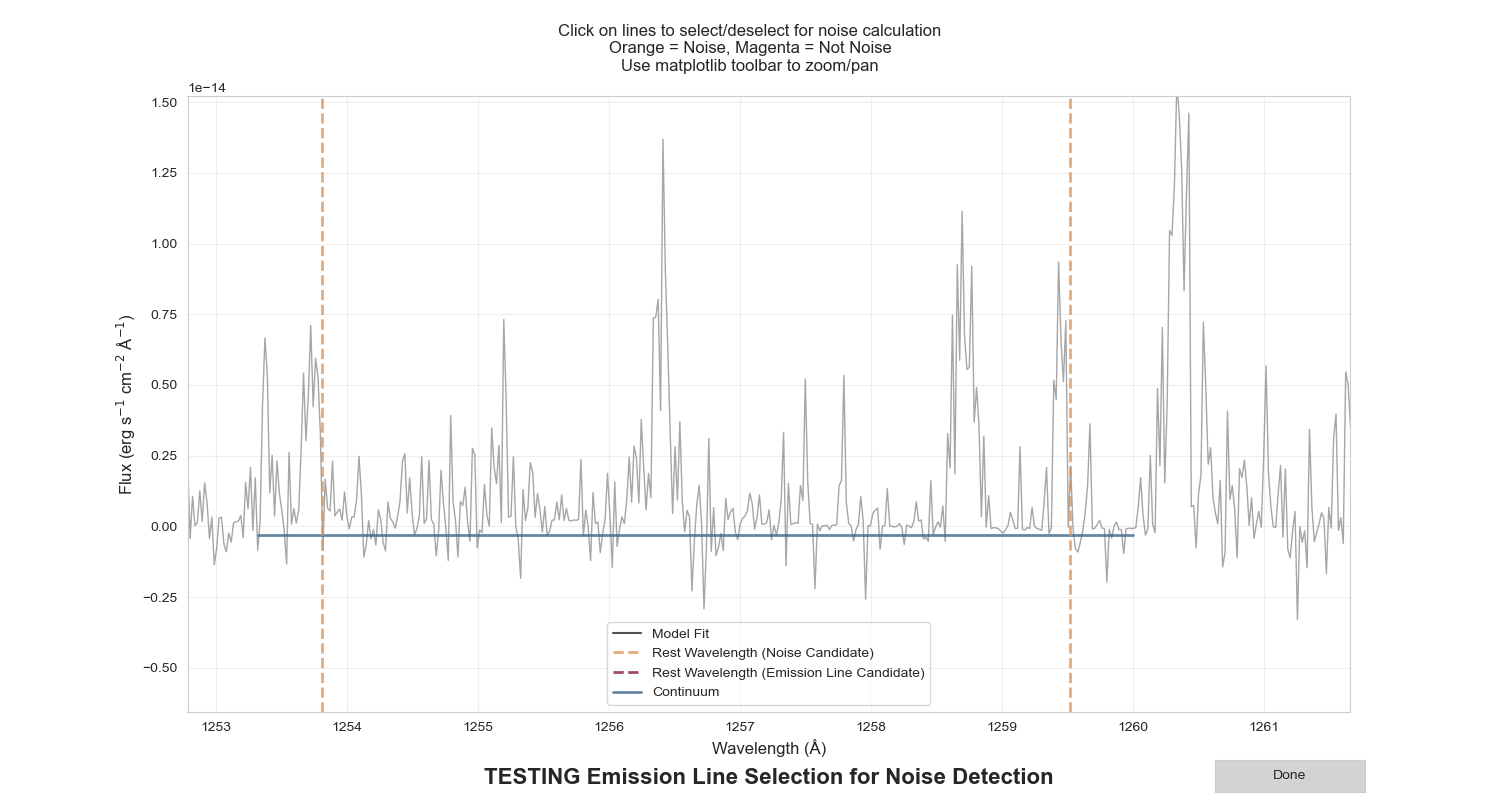 Click on lines to select/deselect for noise calculation
Orange = Noise, Magenta = Not Noise
Use matplotlib toolbar to zoom/pan
1e−14
1.50
1.25
1.00
0.75
0.50
0.25
0.00
−0.25
−0.50
Flux (erg s⁻¹ cm⁻² Å⁻¹)
Model Fit
Rest Wavelength (Noise Candidate)
Rest Wavelength (Emission Line Candidate)
Continuum
1253 1254 1255 1256 1257 1258 1259 1260 1261
Wavelength (Å)
TESTING Emission Line Selection for Noise Detection
Done